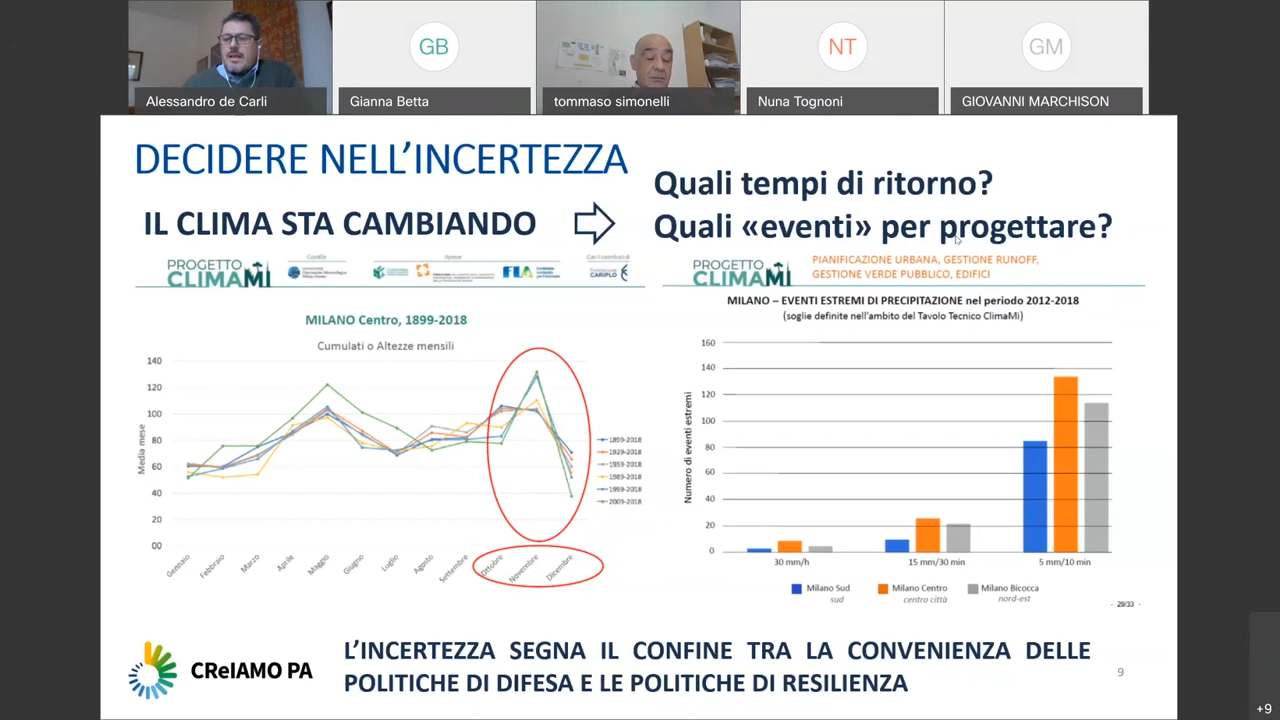 GB
NT
GM
Alessandro de Carli
Gianna Betta
tommaso simonelli
Nuna Tognoni
GIOVANNI MARCHISON
DECIDERE NELL'INCERTEZZA
IL CLIMA STA CAMBIANDO
Quali tempi di ritorno?
Quali «eventi» per progettare?
PROGETTO
CLIMAMI
FLA
CARIPLO
MILANO Centro, 1899-2018
Cumulati o Altezze mensili
Media mese
140
120
100
80
60
40
20
00
Gennaio
Febbraio
Marzo
Aprile
Maggio
Giugno
Luglio
Agosto
Settembre
Ottobre
Novembre
Dicembre
1899-2018
1929-2018
1959-2018
1989-2018
1999-2018
2009-2018
PROGETTO
CLIMAMI
PIANIFICAZIONE URBANA, GESTIONE RUNOFF,
GESTIONE VERDE PUBBLICO, EDIFICI
MILANO – EVENTI ESTREMI DI PRECIPITAZIONE nel periodo 2012-2018
(soglie definite nell'ambito del Tavolo Tecnico ClimaMi)
Numero di eventi estremi
160
140
120
100
80
60
40
20
0
30 mm/h
15 mm/30 min
5 mm/10 min
Milano Sud
sud
Milano Centro
centro città
Milano Bicocca
nord-est
- 29/33 -
CReIAMO PA
L'INCERTEZZA SEGNA IL CONFINE TRA LA CONVENIENZA DELLE
POLITICHE DI DIFESA E LE POLITICHE DI RESILIENZA
9
+9